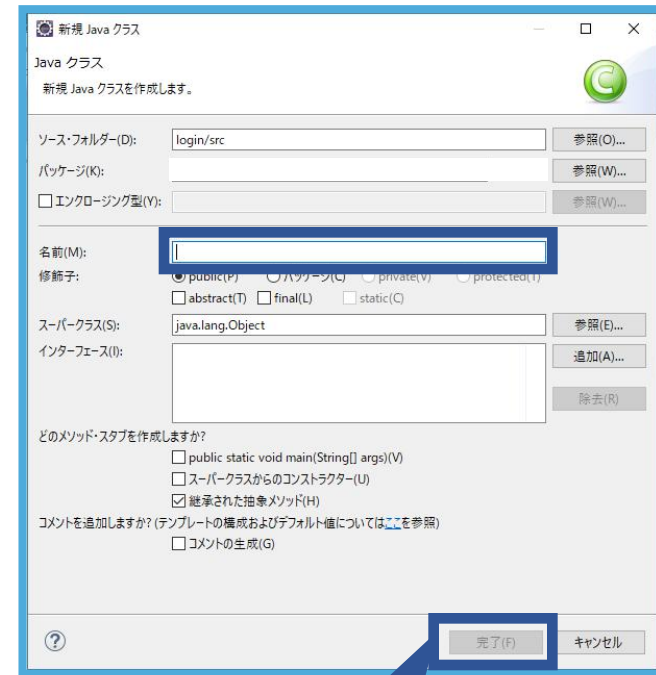 新規 Java クラス
Java クラス
新規 Java クラスを作成します。
ソース・フォルダー(D): login/src 参照(O)...
パッケージ(K): 参照(W)...
エンクロージング型(Y): 参照(W)...
名前(M):
修飾子: public(P) パッケージ(C) private(V) protected(T)
abstract(T) final(L) static(C)
スーパークラス(S): java.lang.Object 参照(E)...
インターフェース(I): 追加(A)...
除去(R)
どのメソッド・スタブを作成しますか?
public static void main(String[] args)(V)
スーパークラスからのコンストラクター(U)
継承された抽象メソッド(H)
コメントを追加しますか? (テンプレートの構成およびデフォルト値についてはここを参照)
コメントの生成(G)
? 完了(F) キャンセル